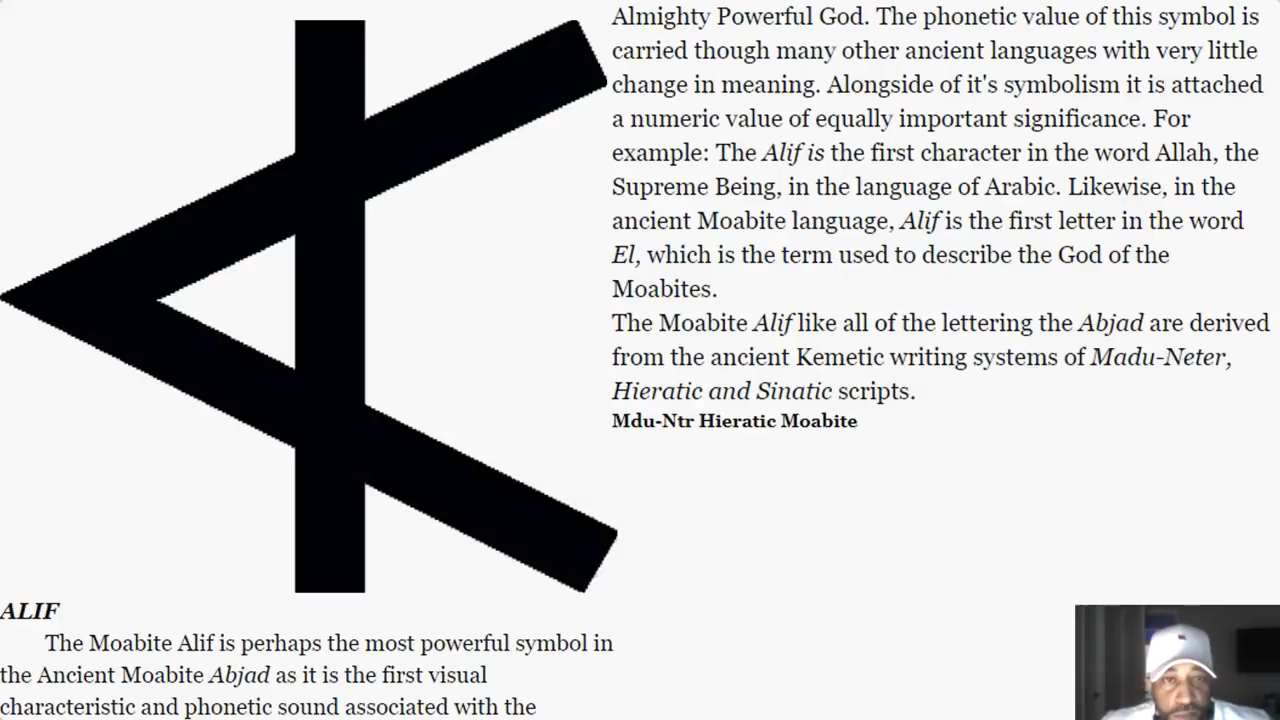 ALIF
The Moabite Alif is perhaps the most powerful symbol in
the Ancient Moabite Abjad as it is the first visual
characteristic and phonetic sound associated with the
Almighty Powerful God. The phonetic value of this symbol is
carried though many other ancient languages with very little
change in meaning. Alongside of it's symbolism it is attached
a numeric value of equally important significance. For
example: The Alif is the first character in the word Allah, the
Supreme Being, in the language of Arabic. Likewise, in the
ancient Moabite language, Alif is the first letter in the word
El, which is the term used to describe the God of the
Moabites.
The Moabite Alif like all of the lettering the Abjad are derived
from the ancient Kemetic writing systems of Madu-Neter,
Hieratic and Sinatic scripts.
Mdu-Ntr Hieratic Moabite